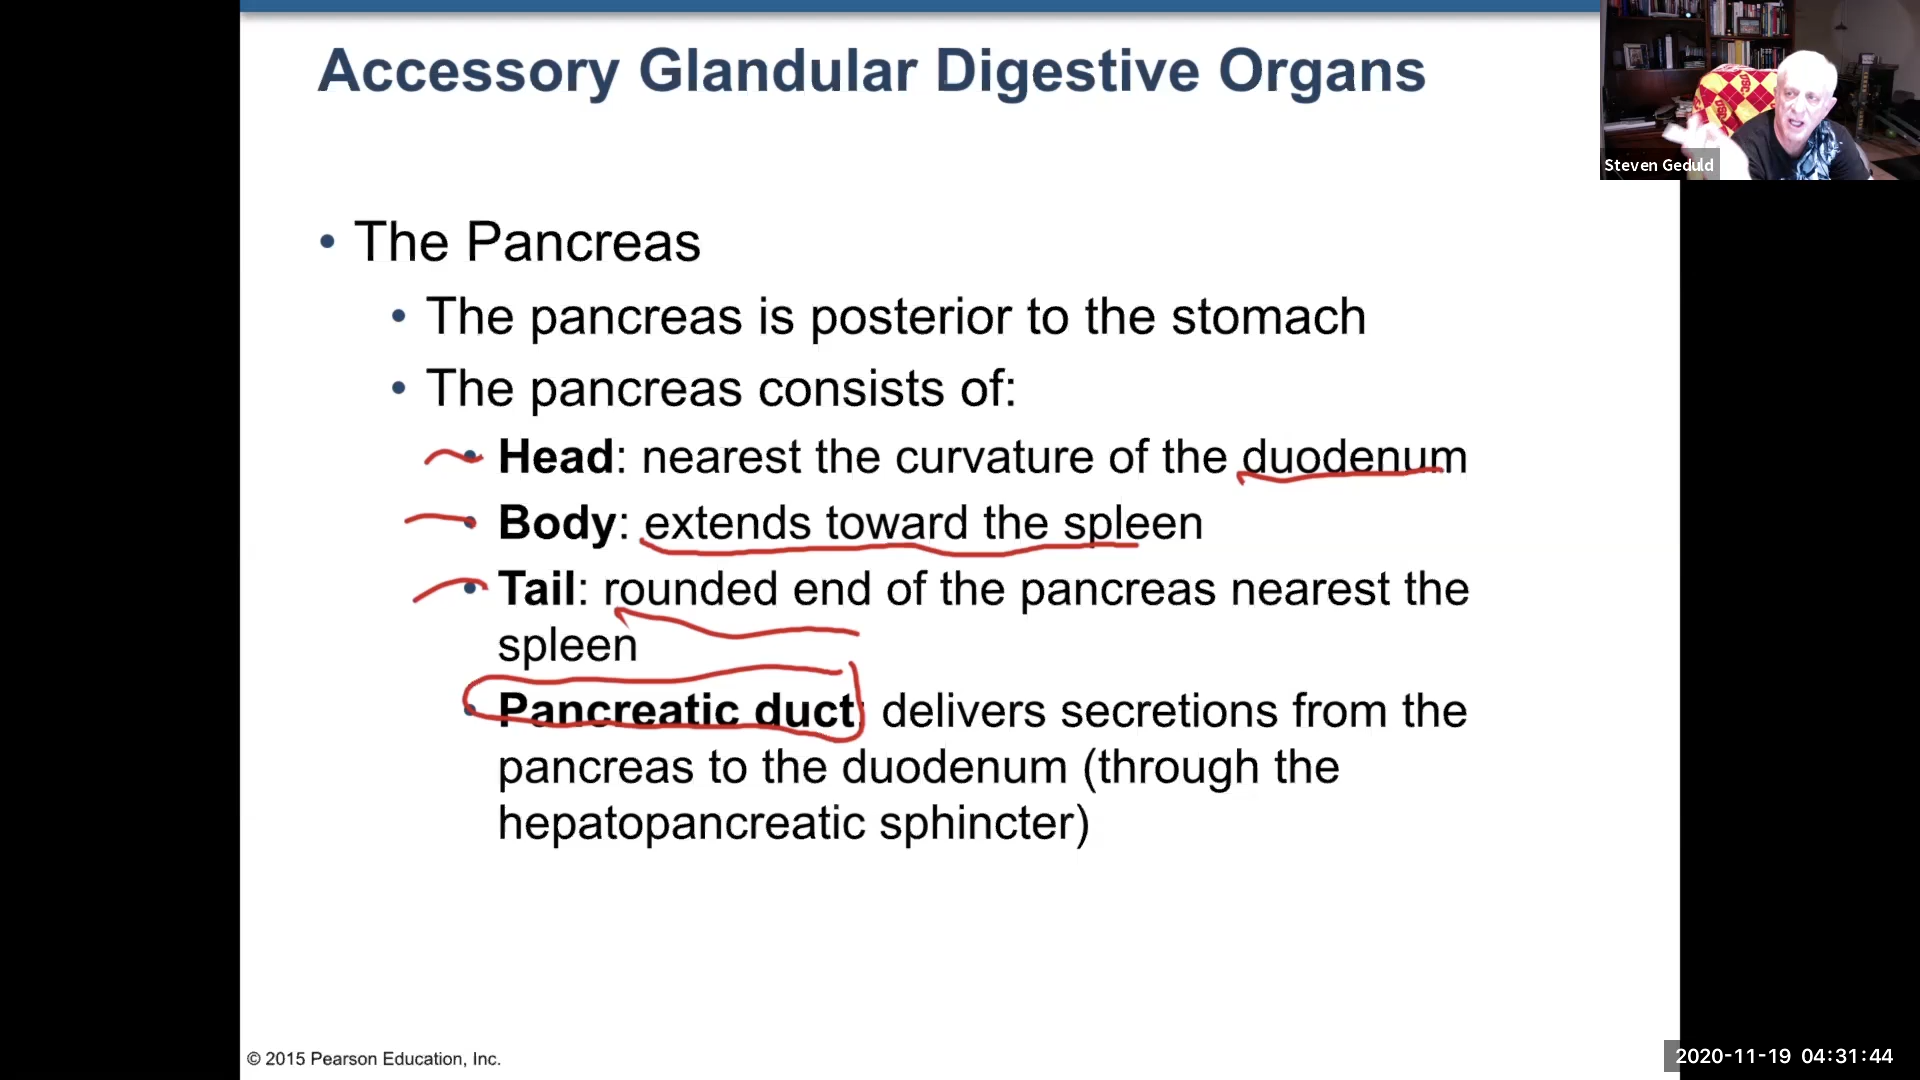 Accessory Glandular Digestive Organs
Steven Geduld
• The Pancreas
• The pancreas is posterior to the stomach
• The pancreas consists of:
• Head: nearest the curvature of the duodenum
• Body: extends toward the spleen
• Tail: rounded end of the pancreas nearest the
spleen
• Pancreatic duct: delivers secretions from the
pancreas to the duodenum (through the
hepatopancreatic sphincter)
© 2015 Pearson Education, Inc.
2020-11-19 04:31:44